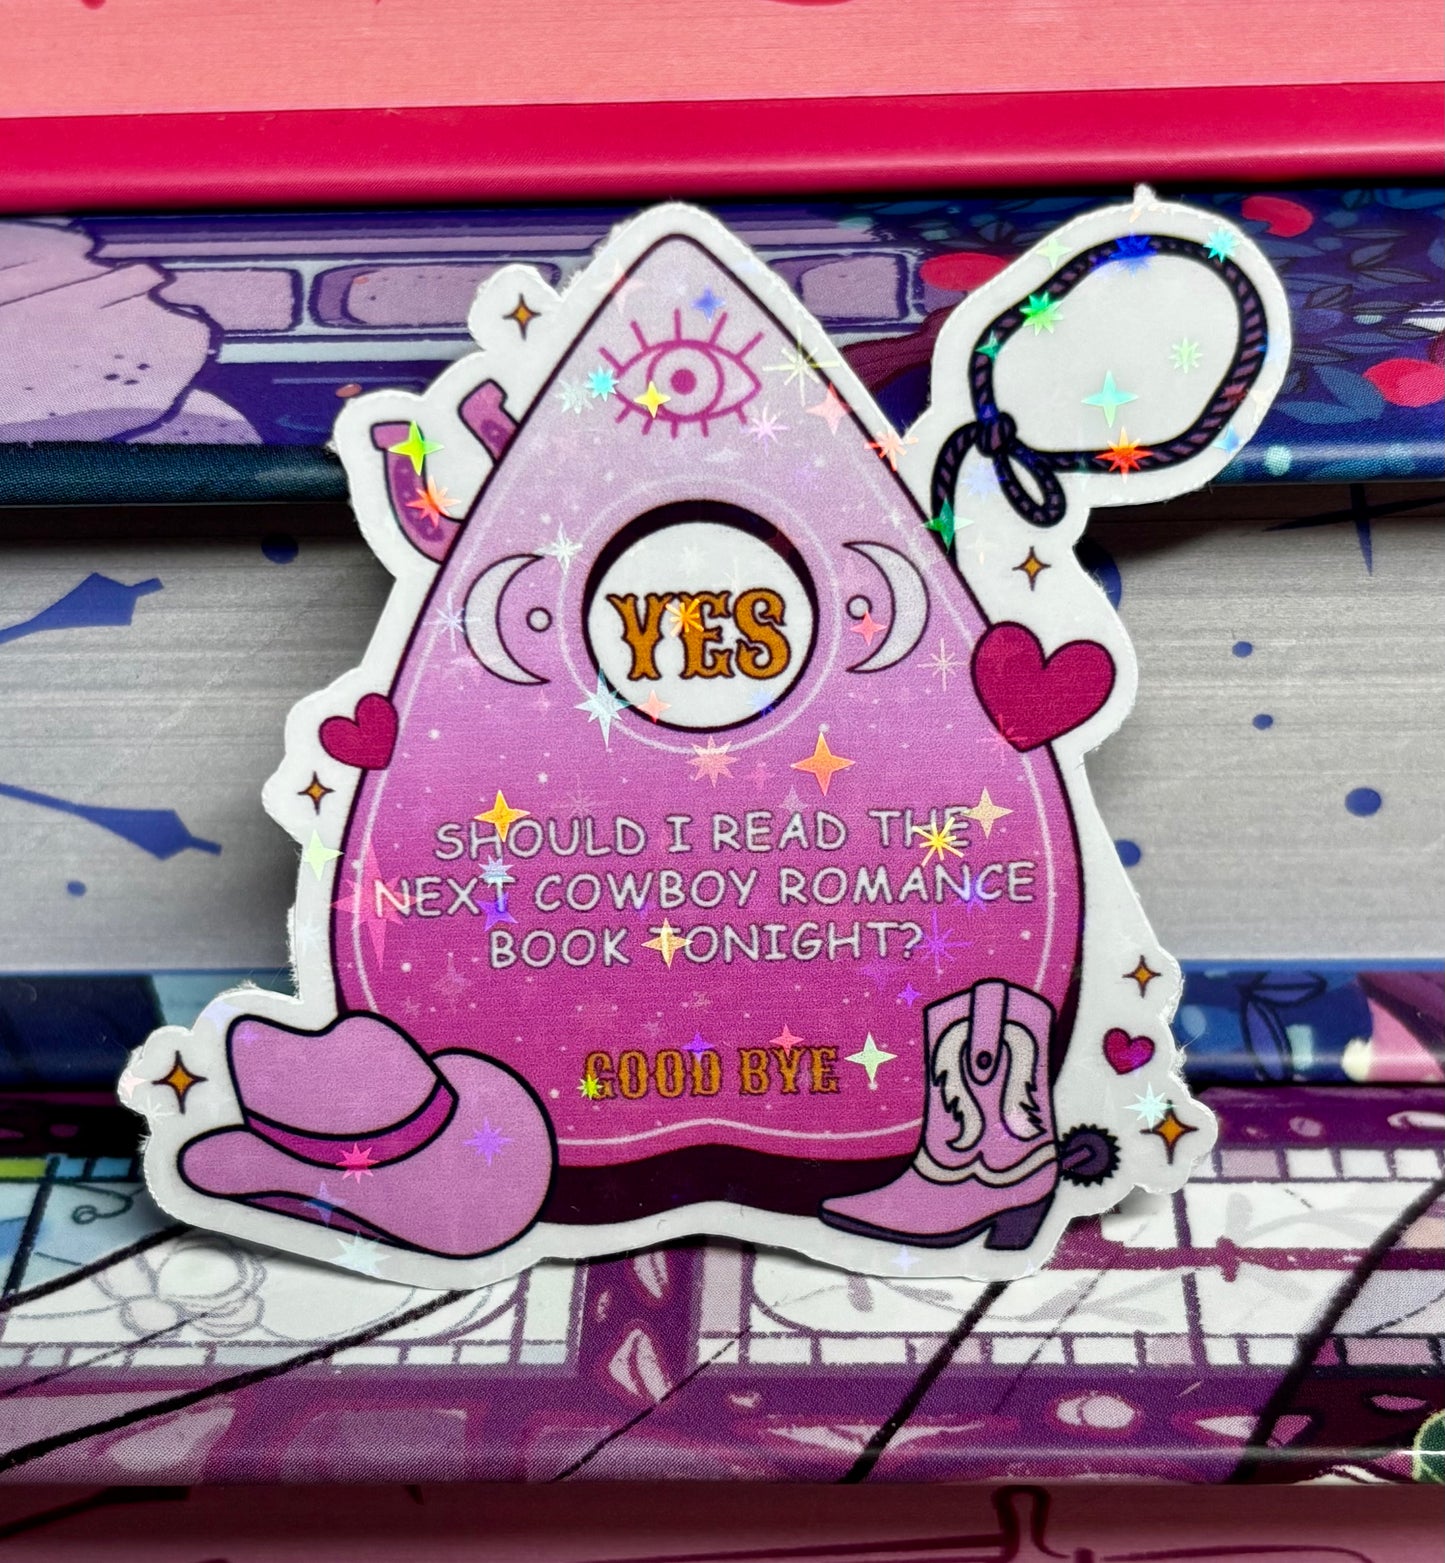 YES
SHOULD I READ THE
NEXT COWBOY ROMANCE
BOOK TONIGHT?
GOOD BYE